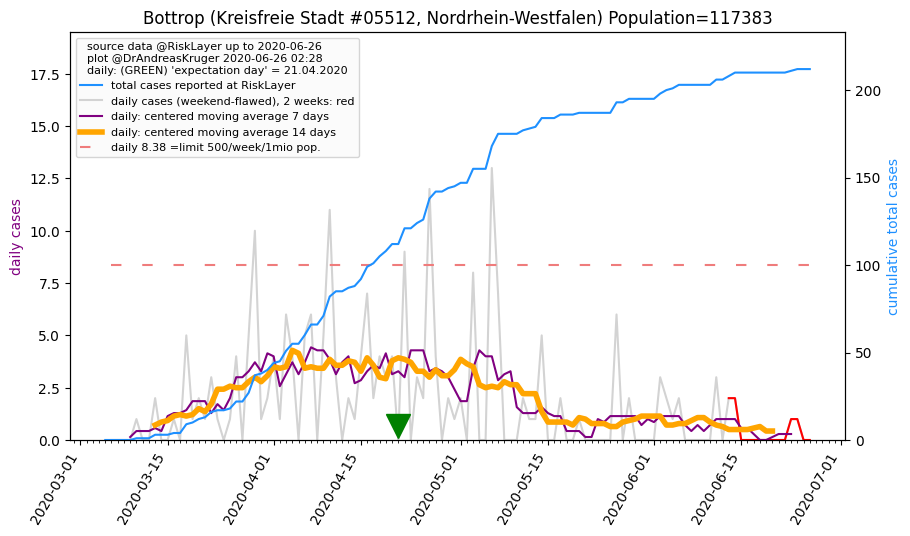 Bottrop (Kreisfreie Stadt #05512, Nordrhein-Westfalen) Population=117383
source data @RiskLayer up to 2020-06-26
plot @DrAndreasKruger 2020-06-26 02:28
daily: (GREEN) 'expectation day' = 21.04.2020
total cases reported at RiskLayer
daily cases (weekend-flawed), 2 weeks: red
daily: centered moving average 7 days
daily: centered moving average 14 days
daily 8.38 =limit 500/week/1mio pop.
daily cases
17.5
15.0
12.5
10.0
7.5
5.0
2.5
0.0
200
150
100
50
0
cumulative total cases
2020-03-01
2020-03-15
2020-04-01
2020-04-15
2020-05-01
2020-05-15
2020-06-01
2020-06-15
2020-07-01